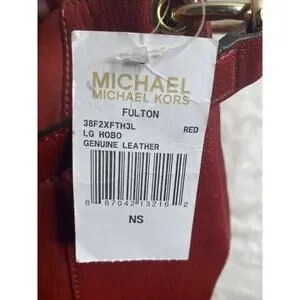 MICHAEL
MICHAEL KORS
FULTON
38F2XFTH3L RED
LG HOBO
GENUINE LEATHER
8 87042 13216 2
NS